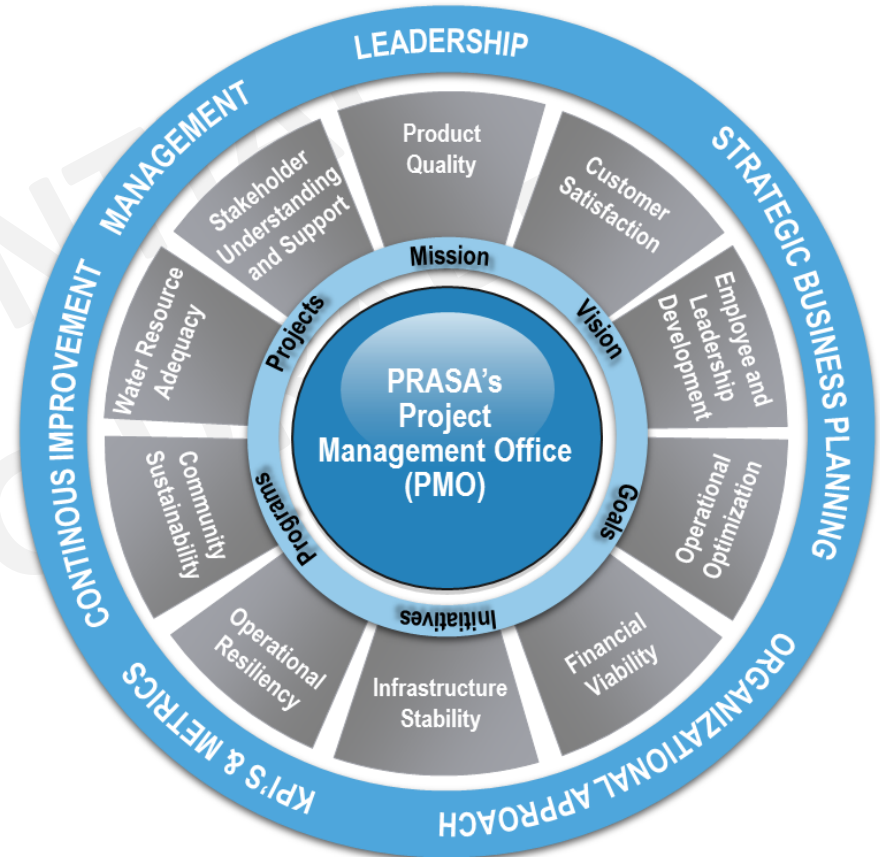 LEADERSHIP
STRATEGIC BUSINESS PLANNING
ORGANIZATIONAL APPROACH
KPI'S & METRICS
CONTINOUS IMPROVEMENT
MANAGEMENT
Product
Quality
Customer
Satisfaction
Employee and
Leadership
Development
Operational
Optimization
Financial
Viability
Infrastructure
Stability
Operational
Resiliency
Community
Sustainability
Water Resource
Adequacy
Stakeholder
Understanding
and Support
Mission
Vision
Goals
Initiatives
Programs
Projects
PRASA's
Project
Management Office
(PMO)